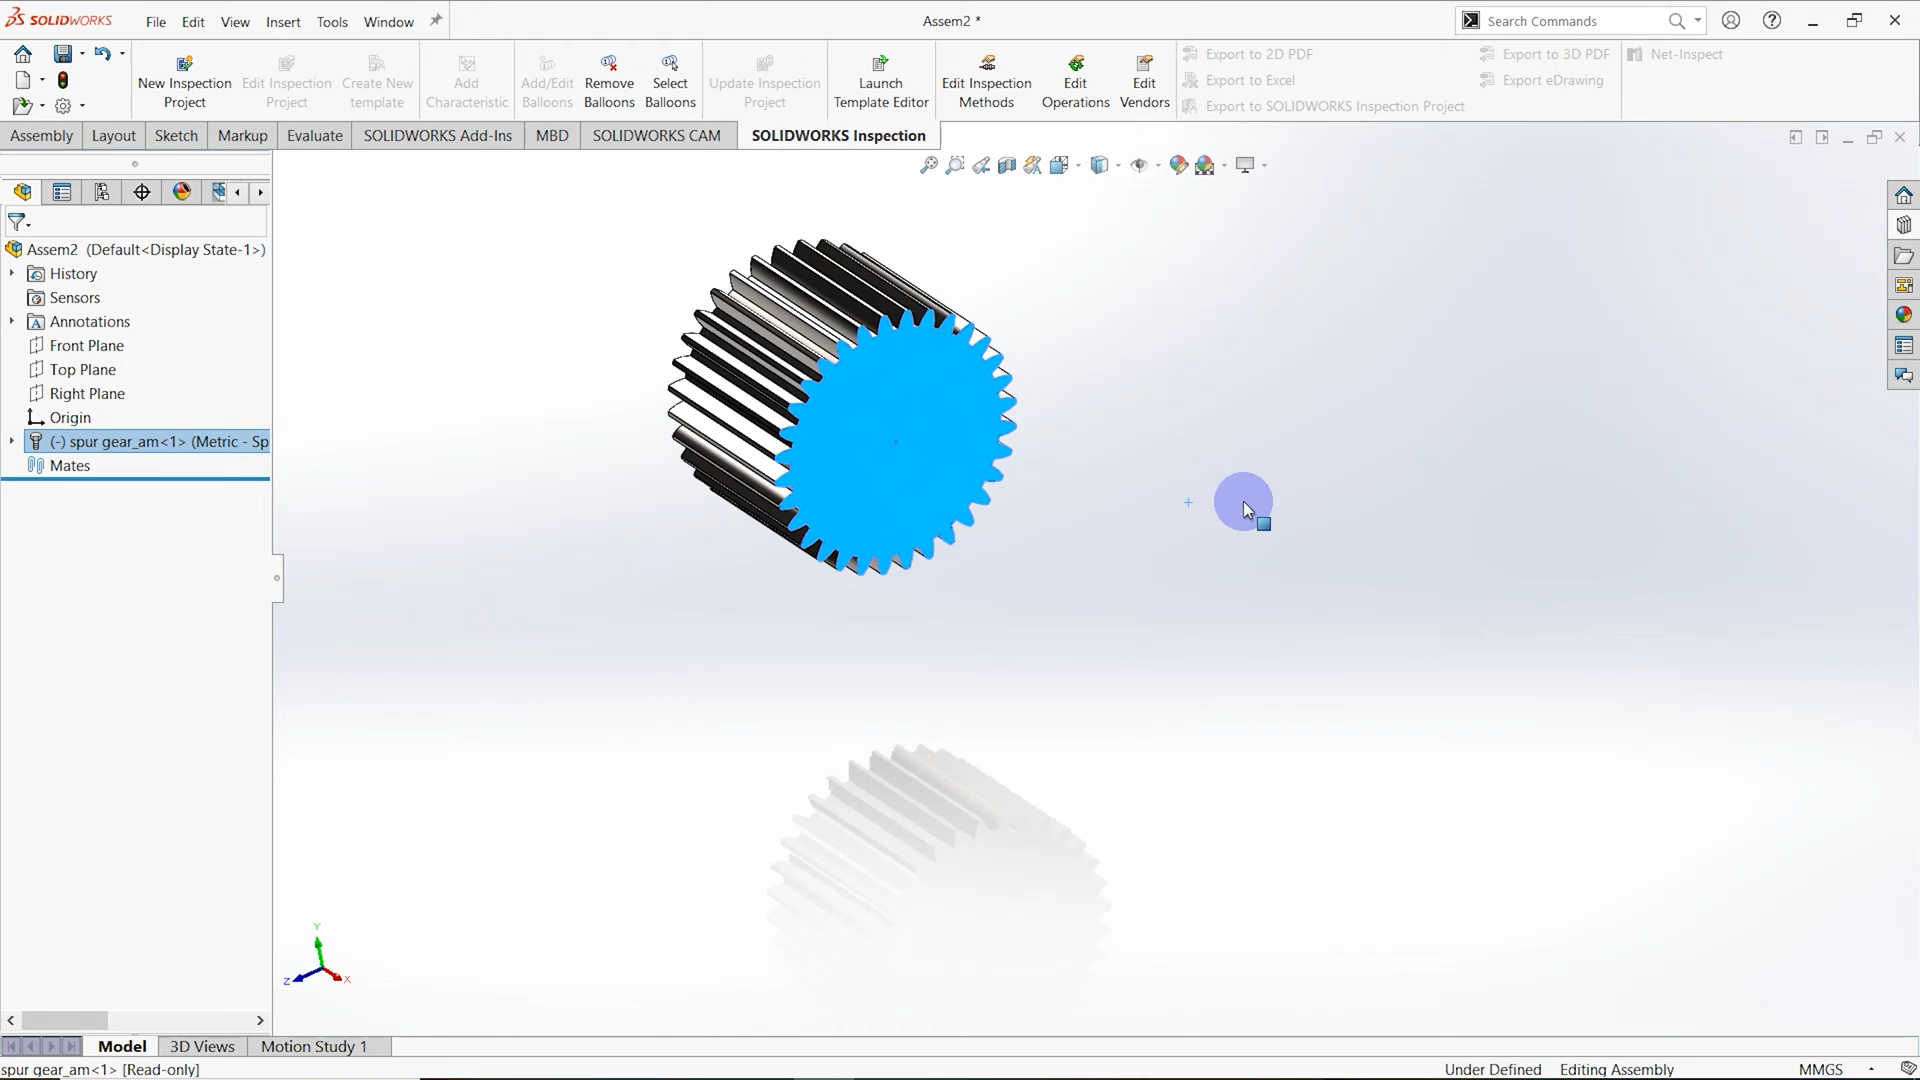 SOLIDWORKS
File Edit View Insert Tools Window
Assem2 *
Search Commands
New Inspection Project
Edit Inspection Project
Create New template
Add Characteristic
Add/Edit Balloons
Remove Balloons
Select Balloons
Update Inspection Project
Launch Template Editor
Edit Inspection Methods
Edit Operations
Edit Vendors
Export to 2D PDF
Export to Excel
Export to SOLIDWORKS Inspection Project
Export to 3D PDF
Export eDrawing
Net-Inspect
Assembly Layout Sketch Markup Evaluate SOLIDWORKS Add-Ins MBD SOLIDWORKS CAM SOLIDWORKS Inspection
Assem2 (Default<Display State-1>)
History
Sensors
Annotations
Front Plane
Top Plane
Right Plane
Origin
(-) spur gear_am<1> (Metric - Sp
Mates
Y
Z
X
Model 3D Views Motion Study 1
spur gear_am<1> [Read-only]
Under Defined Editing Assembly MMGS